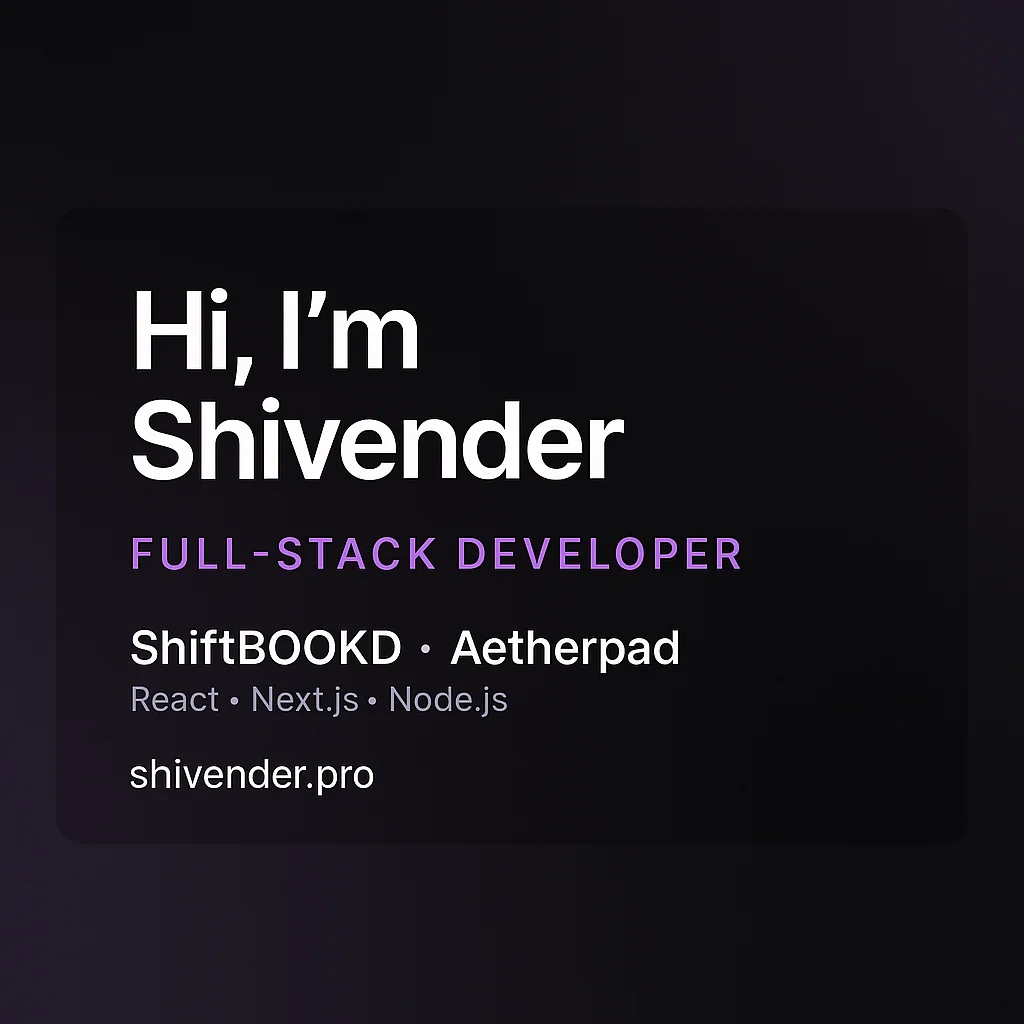 Hi, I’m
Shivender
FULL-STACK DEVELOPER
ShiftBOOKD · Aetherpad
React • Next.js • Node.js
shivender.pro